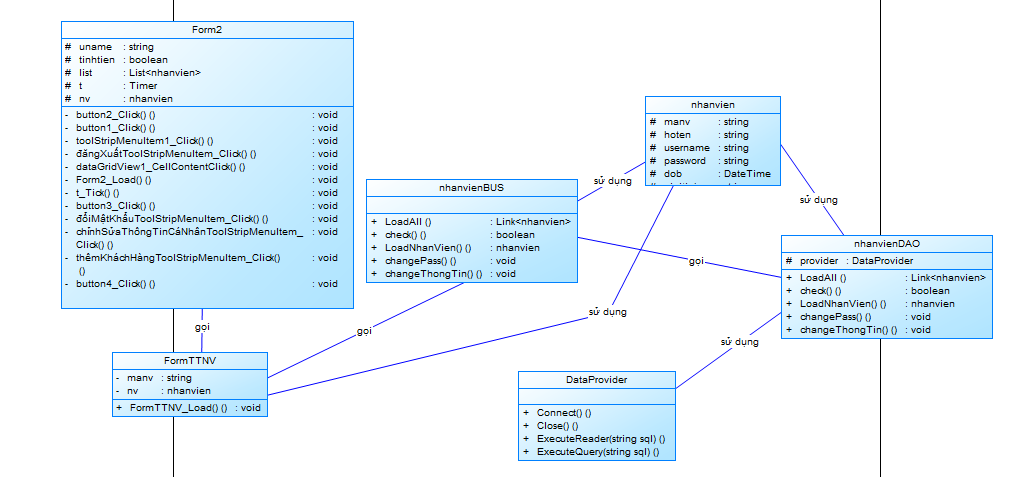 Form2
# uname : string
# tinhtien : boolean
# list : List<nhanvien>
# t : Timer
# nv : nhanvien
- button2_Click() () : void
- button1_Click() () : void
- toolStripMenuItem1_Click() () : void
- đăngXuấtToolStripMenuItem_Click() () : void
- dataGridView1_CellContentClick() () : void
- Form2_Load() () : void
- t_Tick() () : void
- button3_Click() () : void
- đổiMậtKhẩuToolStripMenuItem_Click() () : void
- chỉnhSửaThôngTinCáNhânToolStripMenuItem_ : void
Click() ()
- thêmKháchHàngToolStripMenuItem_Click() : void
()
- button4_Click() () : void
nhanvien
# manv : string
# hoten : string
# username : string
# password : string
# dob : DateTime
sử dụng
sử dụng
nhanvienBUS
+ LoadAll () : Link<nhanvien>
+ check() () : boolean
+ LoadNhanVien() () : nhanvien
+ changePass() () : void
+ changeThongTin() () : void
nhanvienDAO
# provider : DataProvider
+ LoadAll () : Link<nhanvien>
+ check() () : boolean
+ LoadNhanVien() () : nhanvien
+ changePass() () : void
+ changeThongTin() () : void
gọi
gọi
gọi
sử dụng
sử dụng
FormTTNV
- manv : string
- nv : nhanvien
+ FormTTNV_Load() () : void
DataProvider
+ Connect() ()
+ Close() ()
+ ExecuteReader(string sql) ()
+ ExecuteQuery(string sql) ()